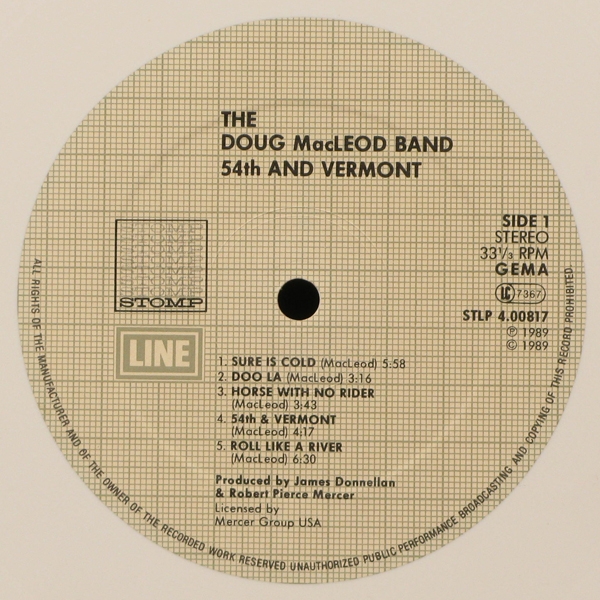 THE
DOUG MacLEOD BAND
54th AND VERMONT
STOMP
LINE
SIDE 1
STEREO
33⅓ RPM
GEMA
LC 7367
STLP 4.00817
℗ 1989
© 1989
1. SURE IS COLD (MacLeod) 5:58
2. DOO LA (MacLeod) 3:16
3. HORSE WITH NO RIDER
(MacLeod) 3:43
4. 54th & VERMONT
(MacLeod) 4:17
5. ROLL LIKE A RIVER
(MacLeod) 6:30
Produced by James Donnellan
& Robert Pierce Mercer
Licensed by
Mercer Group USA
ALL RIGHTS OF THE MANUFACTURER AND OF THE OWNER OF THE RECORDED WORK RESERVED UNAUTHORIZED PUBLIC PERFORMANCE BROADCASTING AND COPYING OF THIS RECORD PROHIBITED.